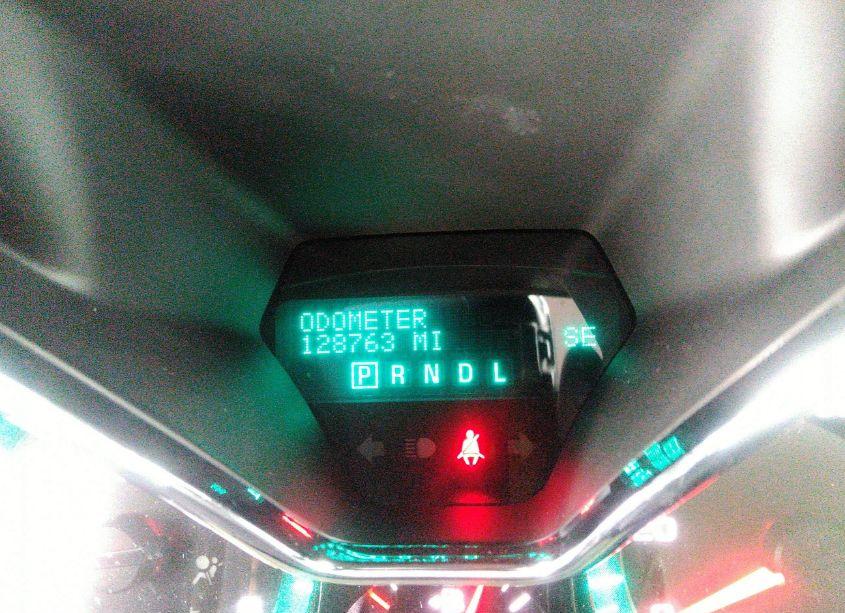 ODOMETER
128763 MI
SE
P R N D L